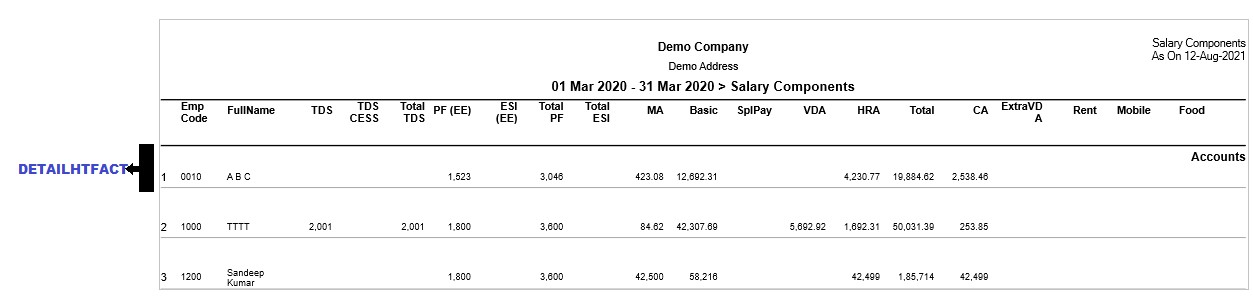 Demo Company
Salary Components
Demo Address
As On 12-Aug-2021
01 Mar 2020 - 31 Mar 2020 > Salary Components
Emp Code FullName TDS TDS CESS Total TDS PF (EE) ESI (EE) Total PF Total ESI MA Basic SplPay VDA HRA Total CA ExtraVDA Rent Mobile Food
Accounts
DETAILHTFACT
1 0010 A B C 1,523 3,046 423.08 12,692.31 4,230.77 19,884.62 2,538.46
2 1000 TTTT 2,001 2,001 1,800 3,600 84.62 42,307.69 5,692.92 1,692.31 50,031.39 253.85
3 1200 Sandeep Kumar 1,800 3,600 42,500 58,216 42,499 1,85,714 42,499